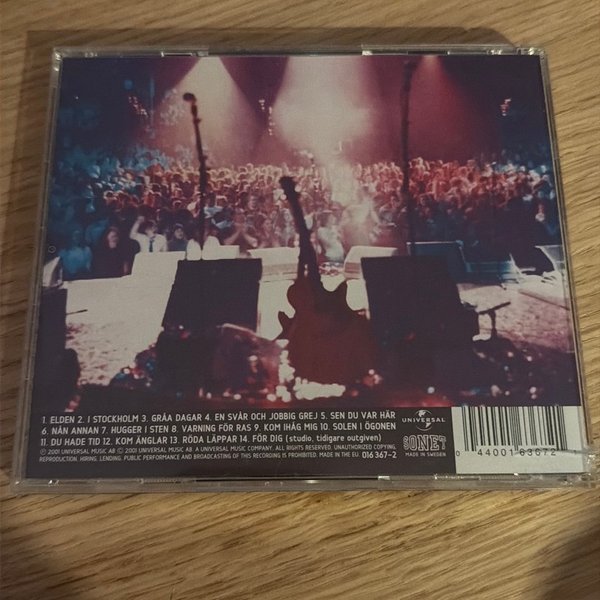 1. ELDEN 2. I STOCKHOLM 3. GRÅA DAGAR 4. EN SVÅR OCH JOBBIG GREJ 5. SEN DU VAR HÄR
6. NÅN ANNAN 7. HUGGER I STEN 8. VARNING FÖR RAS 9. KOM IHÅG MIG 10. SOLEN I ÖGONEN
11. DU HADE TID 12. KOM ÄNGLAR 13. RÖDA LÄPPAR 14. FÖR DIG (studio, tidigare outgiven)
℗ 2001 UNIVERSAL MUSIC AB. © 2001 UNIVERSAL MUSIC AB. A UNIVERSAL MUSIC COMPANY. ALL RIGHTS RESERVED. UNAUTHORIZED COPYING,
REPRODUCTION, HIRING, LENDING, PUBLIC PERFORMANCE AND BROADCASTING OF THIS RECORDING IS PROHIBITED. MADE IN THE EU. 016 367-2
UNIVERSAL
SONET
MADE IN SWEDEN
0 44001 63672